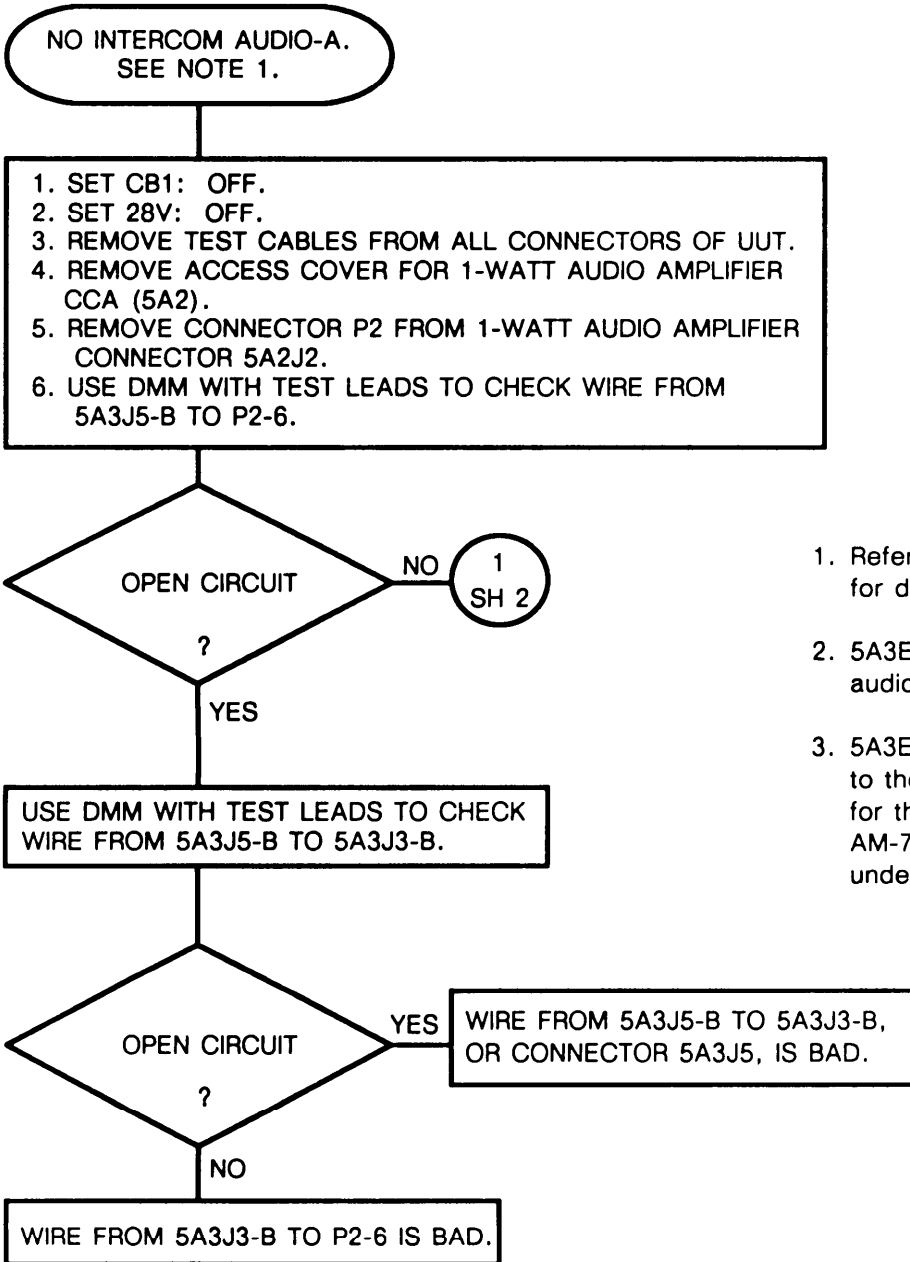 NO INTERCOM AUDIO-A.
SEE NOTE 1.
1. SET CB1: OFF.
2. SET 28V: OFF.
3. REMOVE TEST CABLES FROM ALL CONNECTORS OF UUT.
4. REMOVE ACCESS COVER FOR 1-WATT AUDIO AMPLIFIER
CCA (5A2).
5. REMOVE CONNECTOR P2 FROM 1-WATT AUDIO AMPLIFIER
CONNECTOR 5A2J2.
6. USE DMM WITH TEST LEADS TO CHECK WIRE FROM
5A3J5-B TO P2-6.
OPEN CIRCUIT
?
NO
1
SH 2
YES
1. Refer
for d
2. 5A3E
audio
3. 5A3E
to the
for th
AM-7
unde
USE DMM WITH TEST LEADS TO CHECK
WIRE FROM 5A3J5-B TO 5A3J3-B.
OPEN CIRCUIT
?
YES
WIRE FROM 5A3J5-B TO 5A3J3-B,
OR CONNECTOR 5A3J5, IS BAD.
NO
WIRE FROM 5A3J3-B TO P2-6 IS BAD.